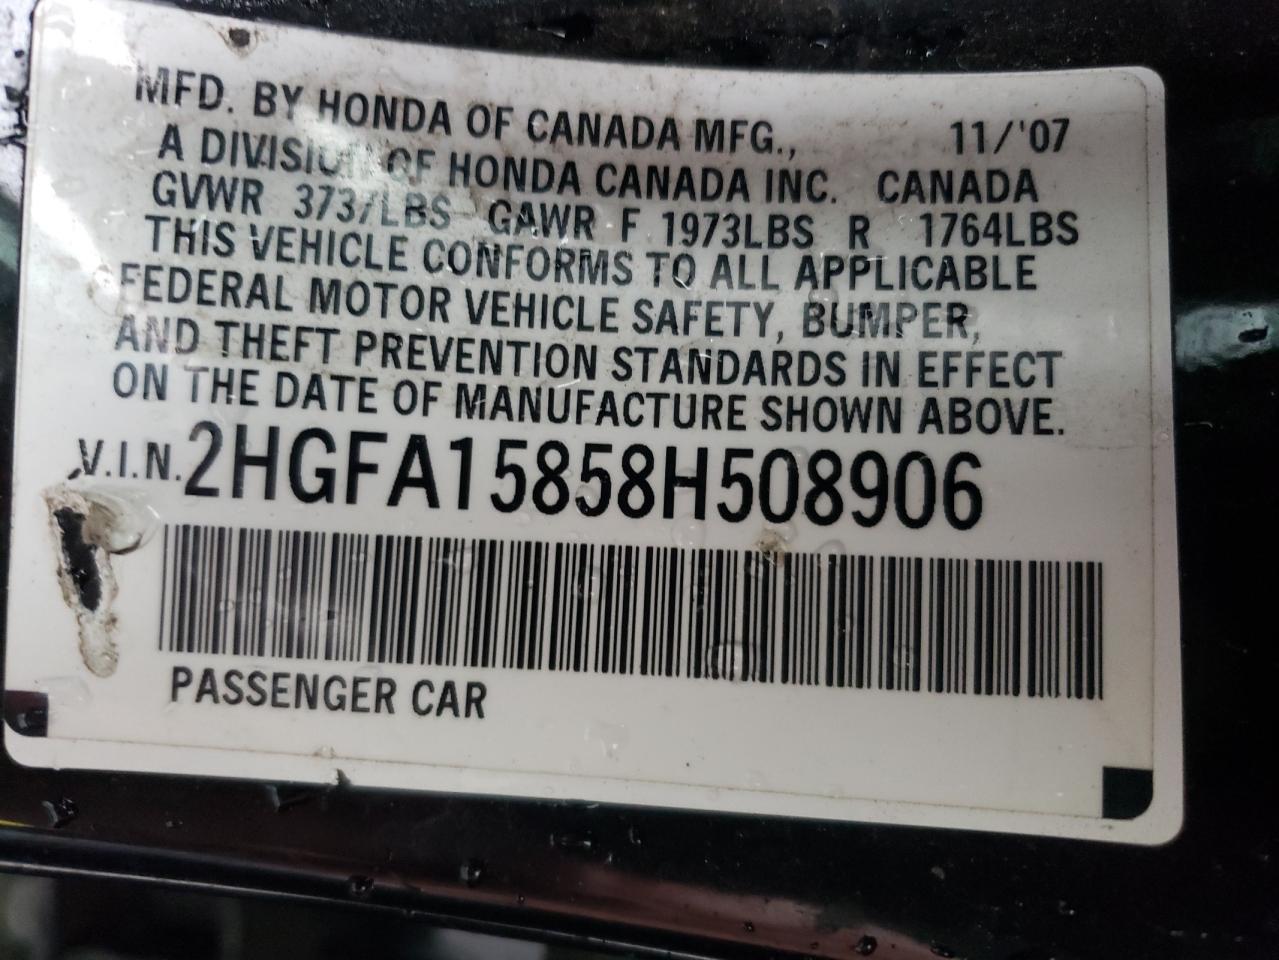 MFD. BY HONDA OF CANADA MFG., 11/'07
A DIVISION OF HONDA CANADA INC. CANADA
GVWR 3737LBS GAWR F 1973LBS R 1764LBS
THIS VEHICLE CONFORMS TO ALL APPLICABLE
FEDERAL MOTOR VEHICLE SAFETY, BUMPER,
AND THEFT PREVENTION STANDARDS IN EFFECT
ON THE DATE OF MANUFACTURE SHOWN ABOVE.
V.I.N. 2HGFA15858H508906
PASSENGER CAR